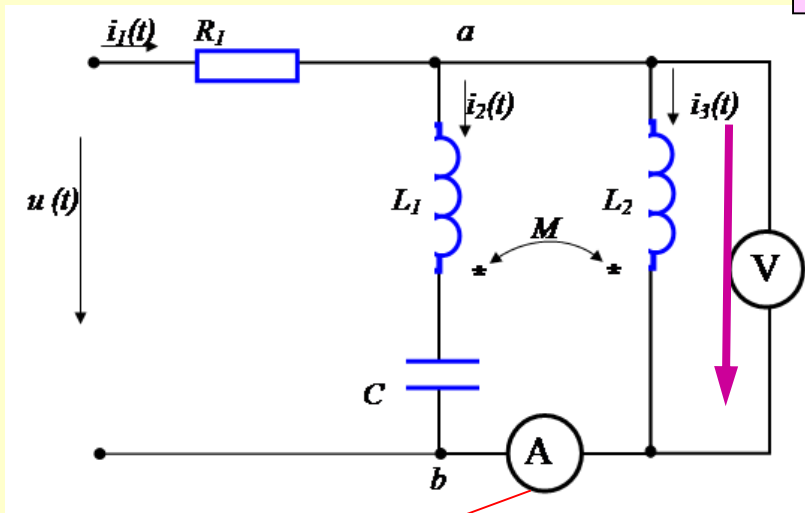 i₁(t) R₁ a
i₂(t) i₃(t)
u (t) L₁ M L₂
* *
V
C
A
b